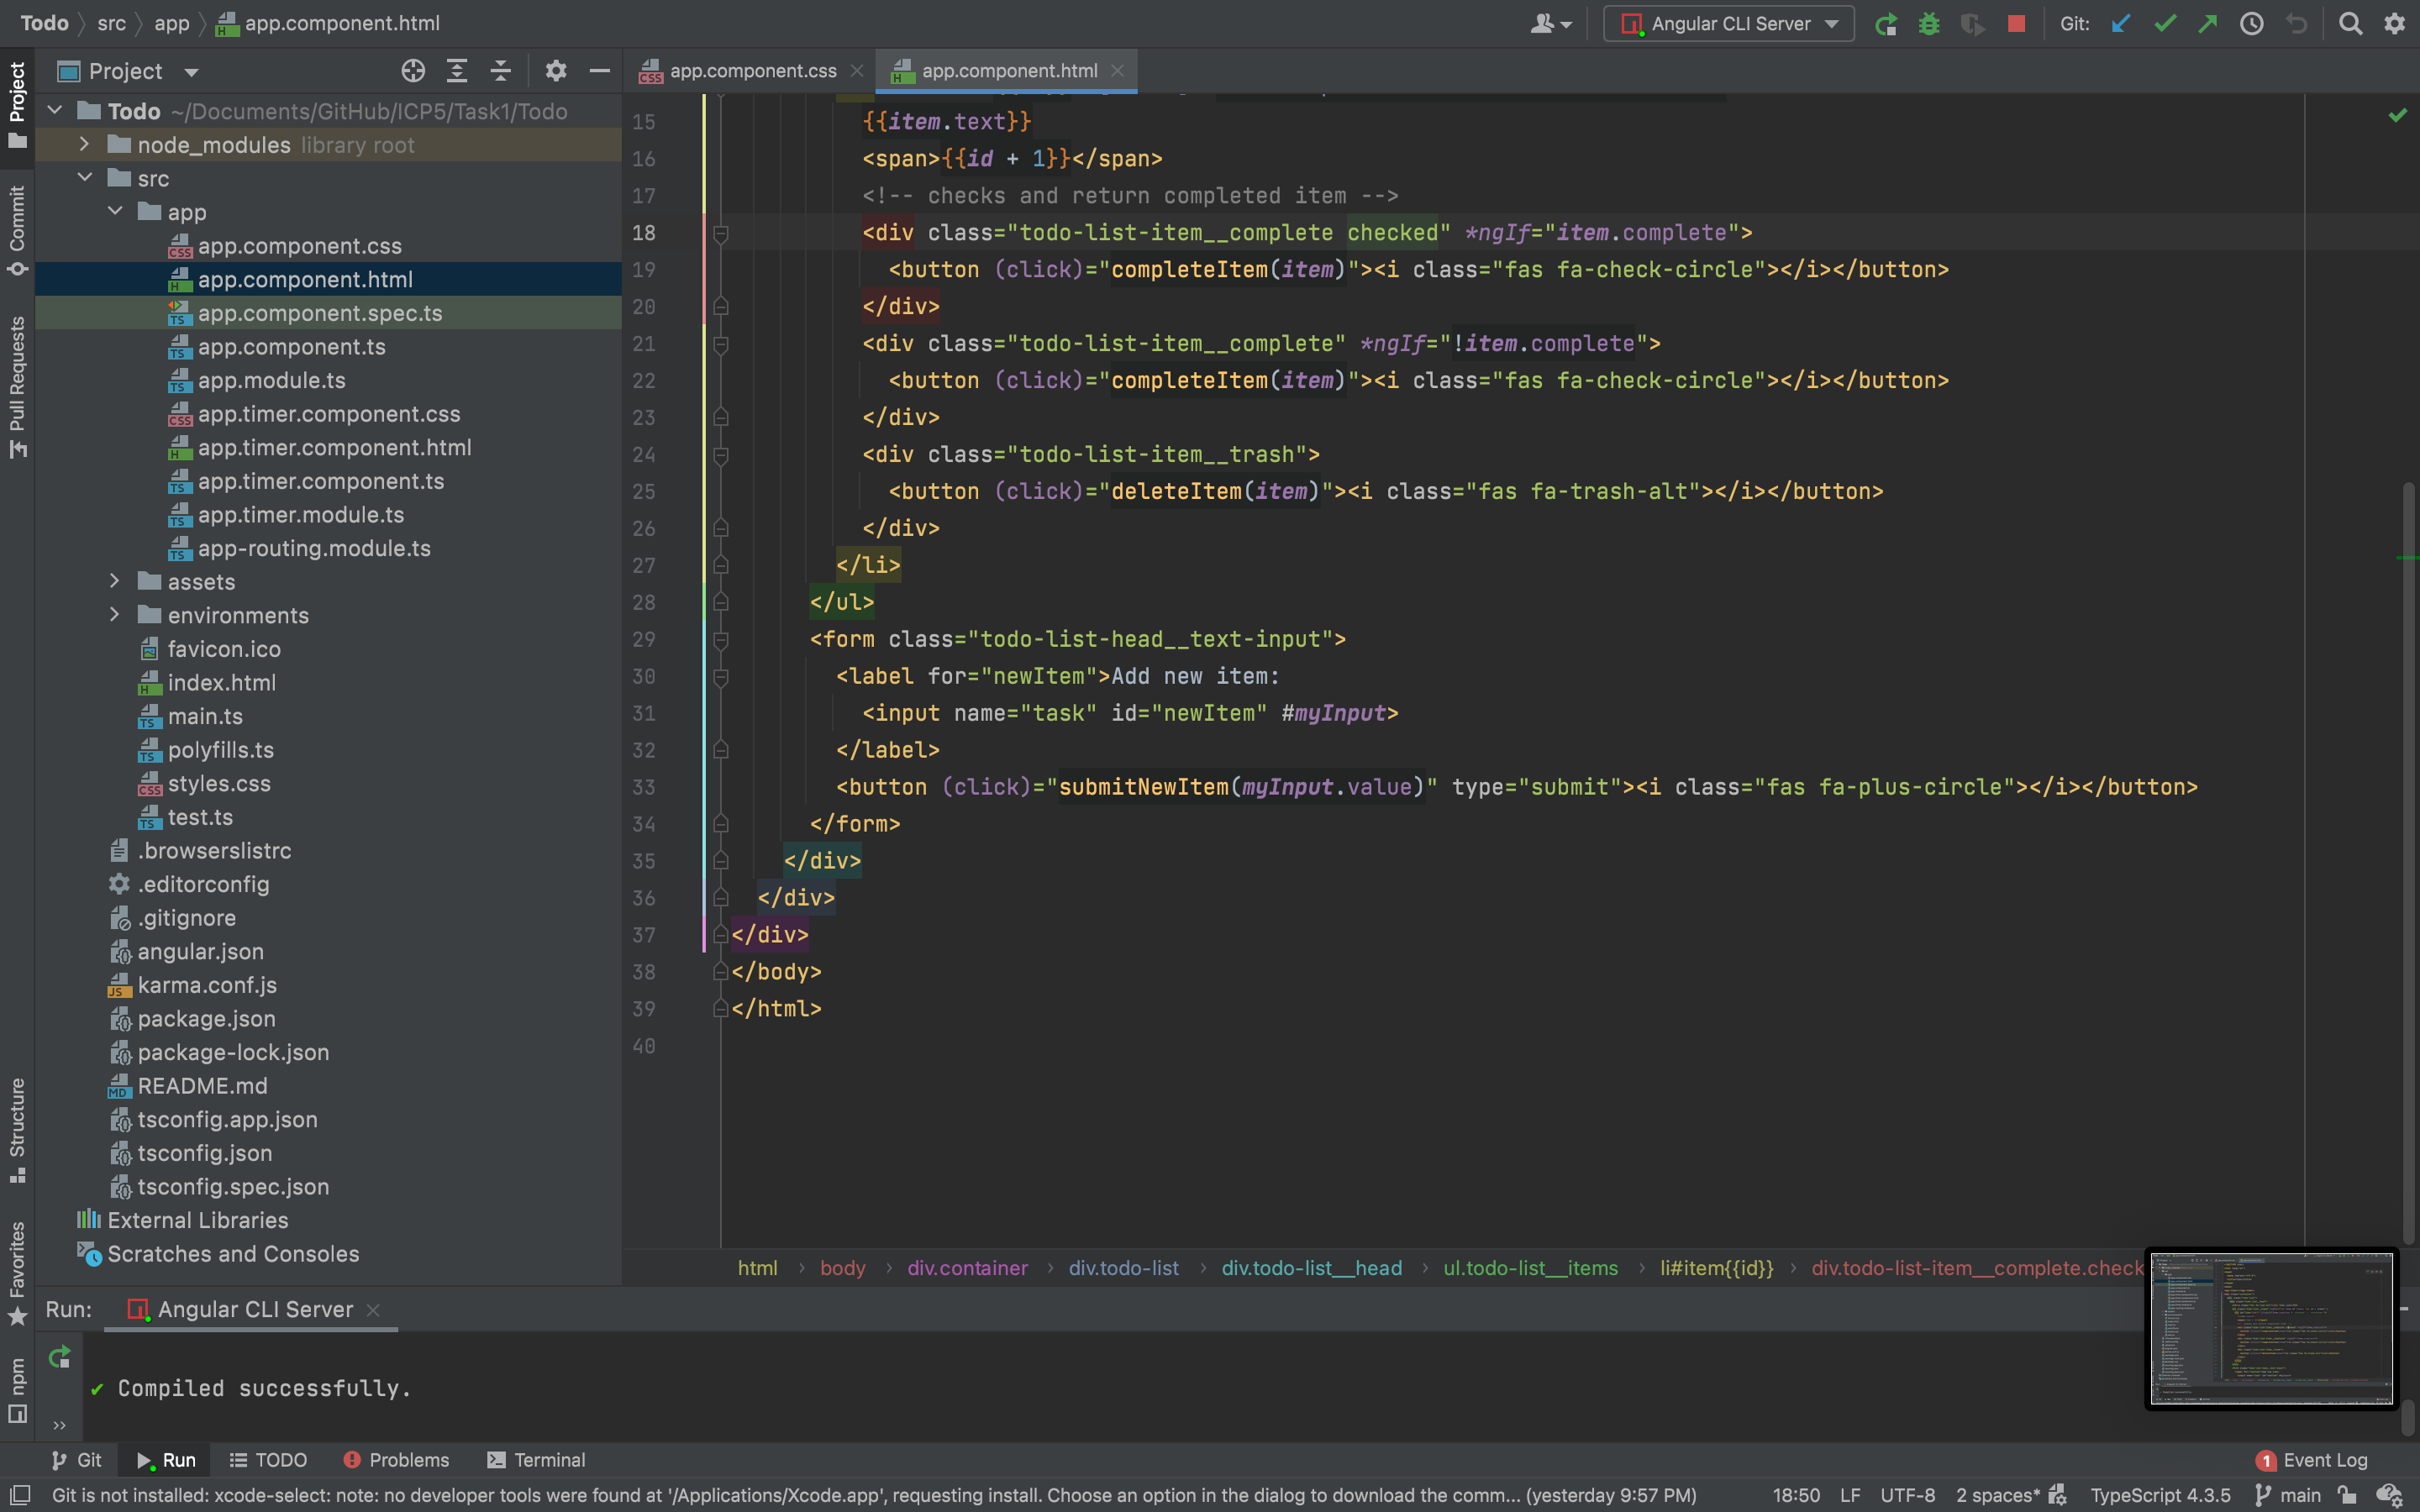 Todo src app app.component.html
Angular CLI Server
Git:
Project
app.component.css
app.component.html
Project
Commit
Pull Requests
Structure
Favorites
npm
Todo ~/Documents/GitHub/ICP5/Task1/Todo
node_modules library root
src
app
app.component.css
app.component.html
app.component.spec.ts
app.component.ts
app.module.ts
app.timer.component.css
app.timer.component.html
app.timer.component.ts
app.timer.module.ts
app-routing.module.ts
assets
environments
favicon.ico
index.html
main.ts
polyfills.ts
styles.css
test.ts
.browserslistrc
.editorconfig
.gitignore
angular.json
karma.conf.js
package.json
package-lock.json
README.md
tsconfig.app.json
tsconfig.json
tsconfig.spec.json
External Libraries
Scratches and Consoles
15 {{item.text}}
16 <span>{{id + 1}}</span>
17 <!-- checks and return completed item -->
18 <div class="todo-list-item__complete checked" *ngIf="item.complete">
19 <button (click)="completeItem(item)"><i class="fas fa-check-circle"></i></button>
20 </div>
21 <div class="todo-list-item__complete" *ngIf="!item.complete">
22 <button (click)="completeItem(item)"><i class="fas fa-check-circle"></i></button>
23 </div>
24 <div class="todo-list-item__trash">
25 <button (click)="deleteItem(item)"><i class="fas fa-trash-alt"></i></button>
26 </div>
27 </li>
28 </ul>
29 <form class="todo-list-head__text-input">
30 <label for="newItem">Add new item:
31 <input name="task" id="newItem" #myInput>
32 </label>
33 <button (click)="submitNewItem(myInput.value)" type="submit"><i class="fas fa-plus-circle"></i></button>
34 </form>
35 </div>
36 </div>
37 </div>
38 </body>
39 </html>
40
html › body › div.container › div.todo-list › div.todo-list__head › ul.todo-list__items › li#item{{id}} › div.todo-list-item__complete.check
Run: Angular CLI Server
✔ Compiled successfully.
Git Run TODO Problems Terminal
1 Event Log
Git is not installed: xcode-select: note: no developer tools were found at '/Applications/Xcode.app', requesting install. Choose an option in the dialog to download the comm... (yesterday 9:57 PM)
18:50 LF UTF-8 2 spaces* TypeScript 4.3.5 main